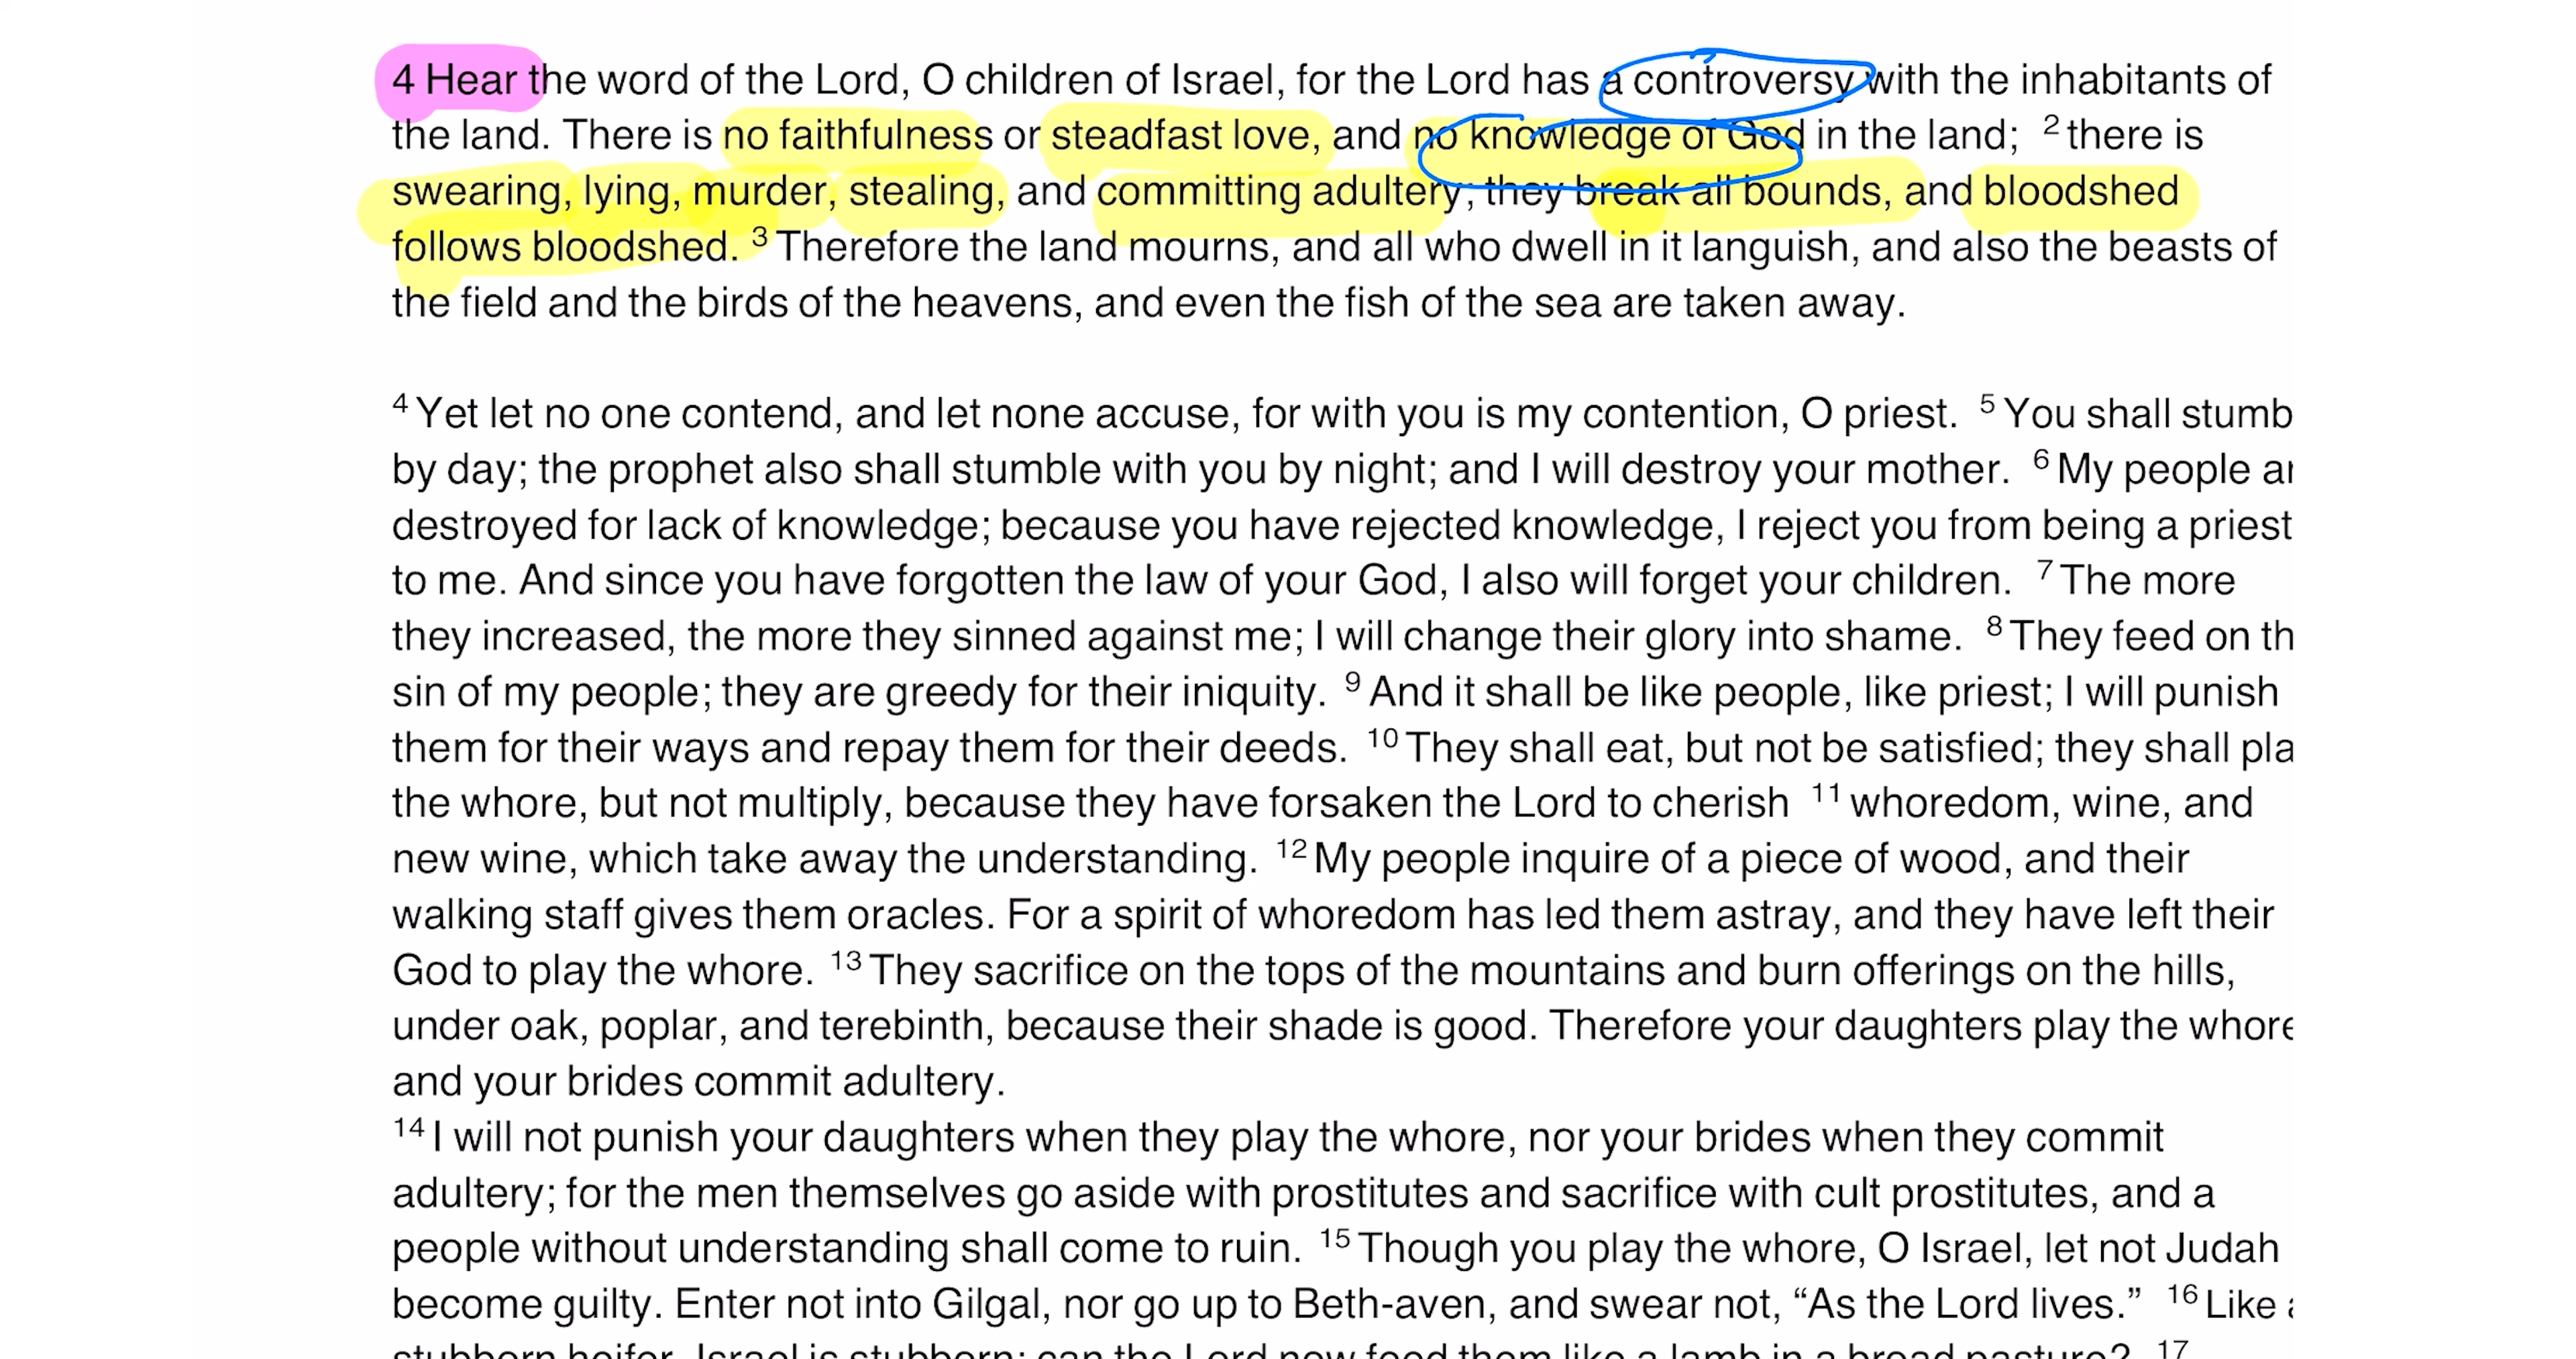 4 Hear the word of the Lord, O children of Israel, for the Lord has a controversy with the inhabitants of
the land. There is no faithfulness or steadfast love, and no knowledge of God in the land; 2 there is
swearing, lying, murder, stealing, and committing adultery; they break all bounds, and bloodshed
follows bloodshed. 3 Therefore the land mourns, and all who dwell in it languish, and also the beasts of
the field and the birds of the heavens, and even the fish of the sea are taken away.
4 Yet let no one contend, and let none accuse, for with you is my contention, O priest. 5 You shall stumb
by day; the prophet also shall stumble with you by night; and I will destroy your mother. 6 My people ar
destroyed for lack of knowledge; because you have rejected knowledge, I reject you from being a priest
to me. And since you have forgotten the law of your God, I also will forget your children. 7 The more
they increased, the more they sinned against me; I will change their glory into shame. 8 They feed on th
sin of my people; they are greedy for their iniquity. 9 And it shall be like people, like priest; I will punish
them for their ways and repay them for their deeds. 10 They shall eat, but not be satisfied; they shall pla
the whore, but not multiply, because they have forsaken the Lord to cherish 11 whoredom, wine, and
new wine, which take away the understanding. 12 My people inquire of a piece of wood, and their
walking staff gives them oracles. For a spirit of whoredom has led them astray, and they have left their
God to play the whore. 13 They sacrifice on the tops of the mountains and burn offerings on the hills,
under oak, poplar, and terebinth, because their shade is good. Therefore your daughters play the whore
and your brides commit adultery.
14 I will not punish your daughters when they play the whore, nor your brides when they commit
adultery; for the men themselves go aside with prostitutes and sacrifice with cult prostitutes, and a
people without understanding shall come to ruin. 15 Though you play the whore, O Israel, let not Judah
become guilty. Enter not into Gilgal, nor go up to Beth-aven, and swear not, “As the Lord lives.” 16 Like a
stubborn heifer, Israel is stubborn; can the Lord now feed them like a lamb in a broad pasture? 17